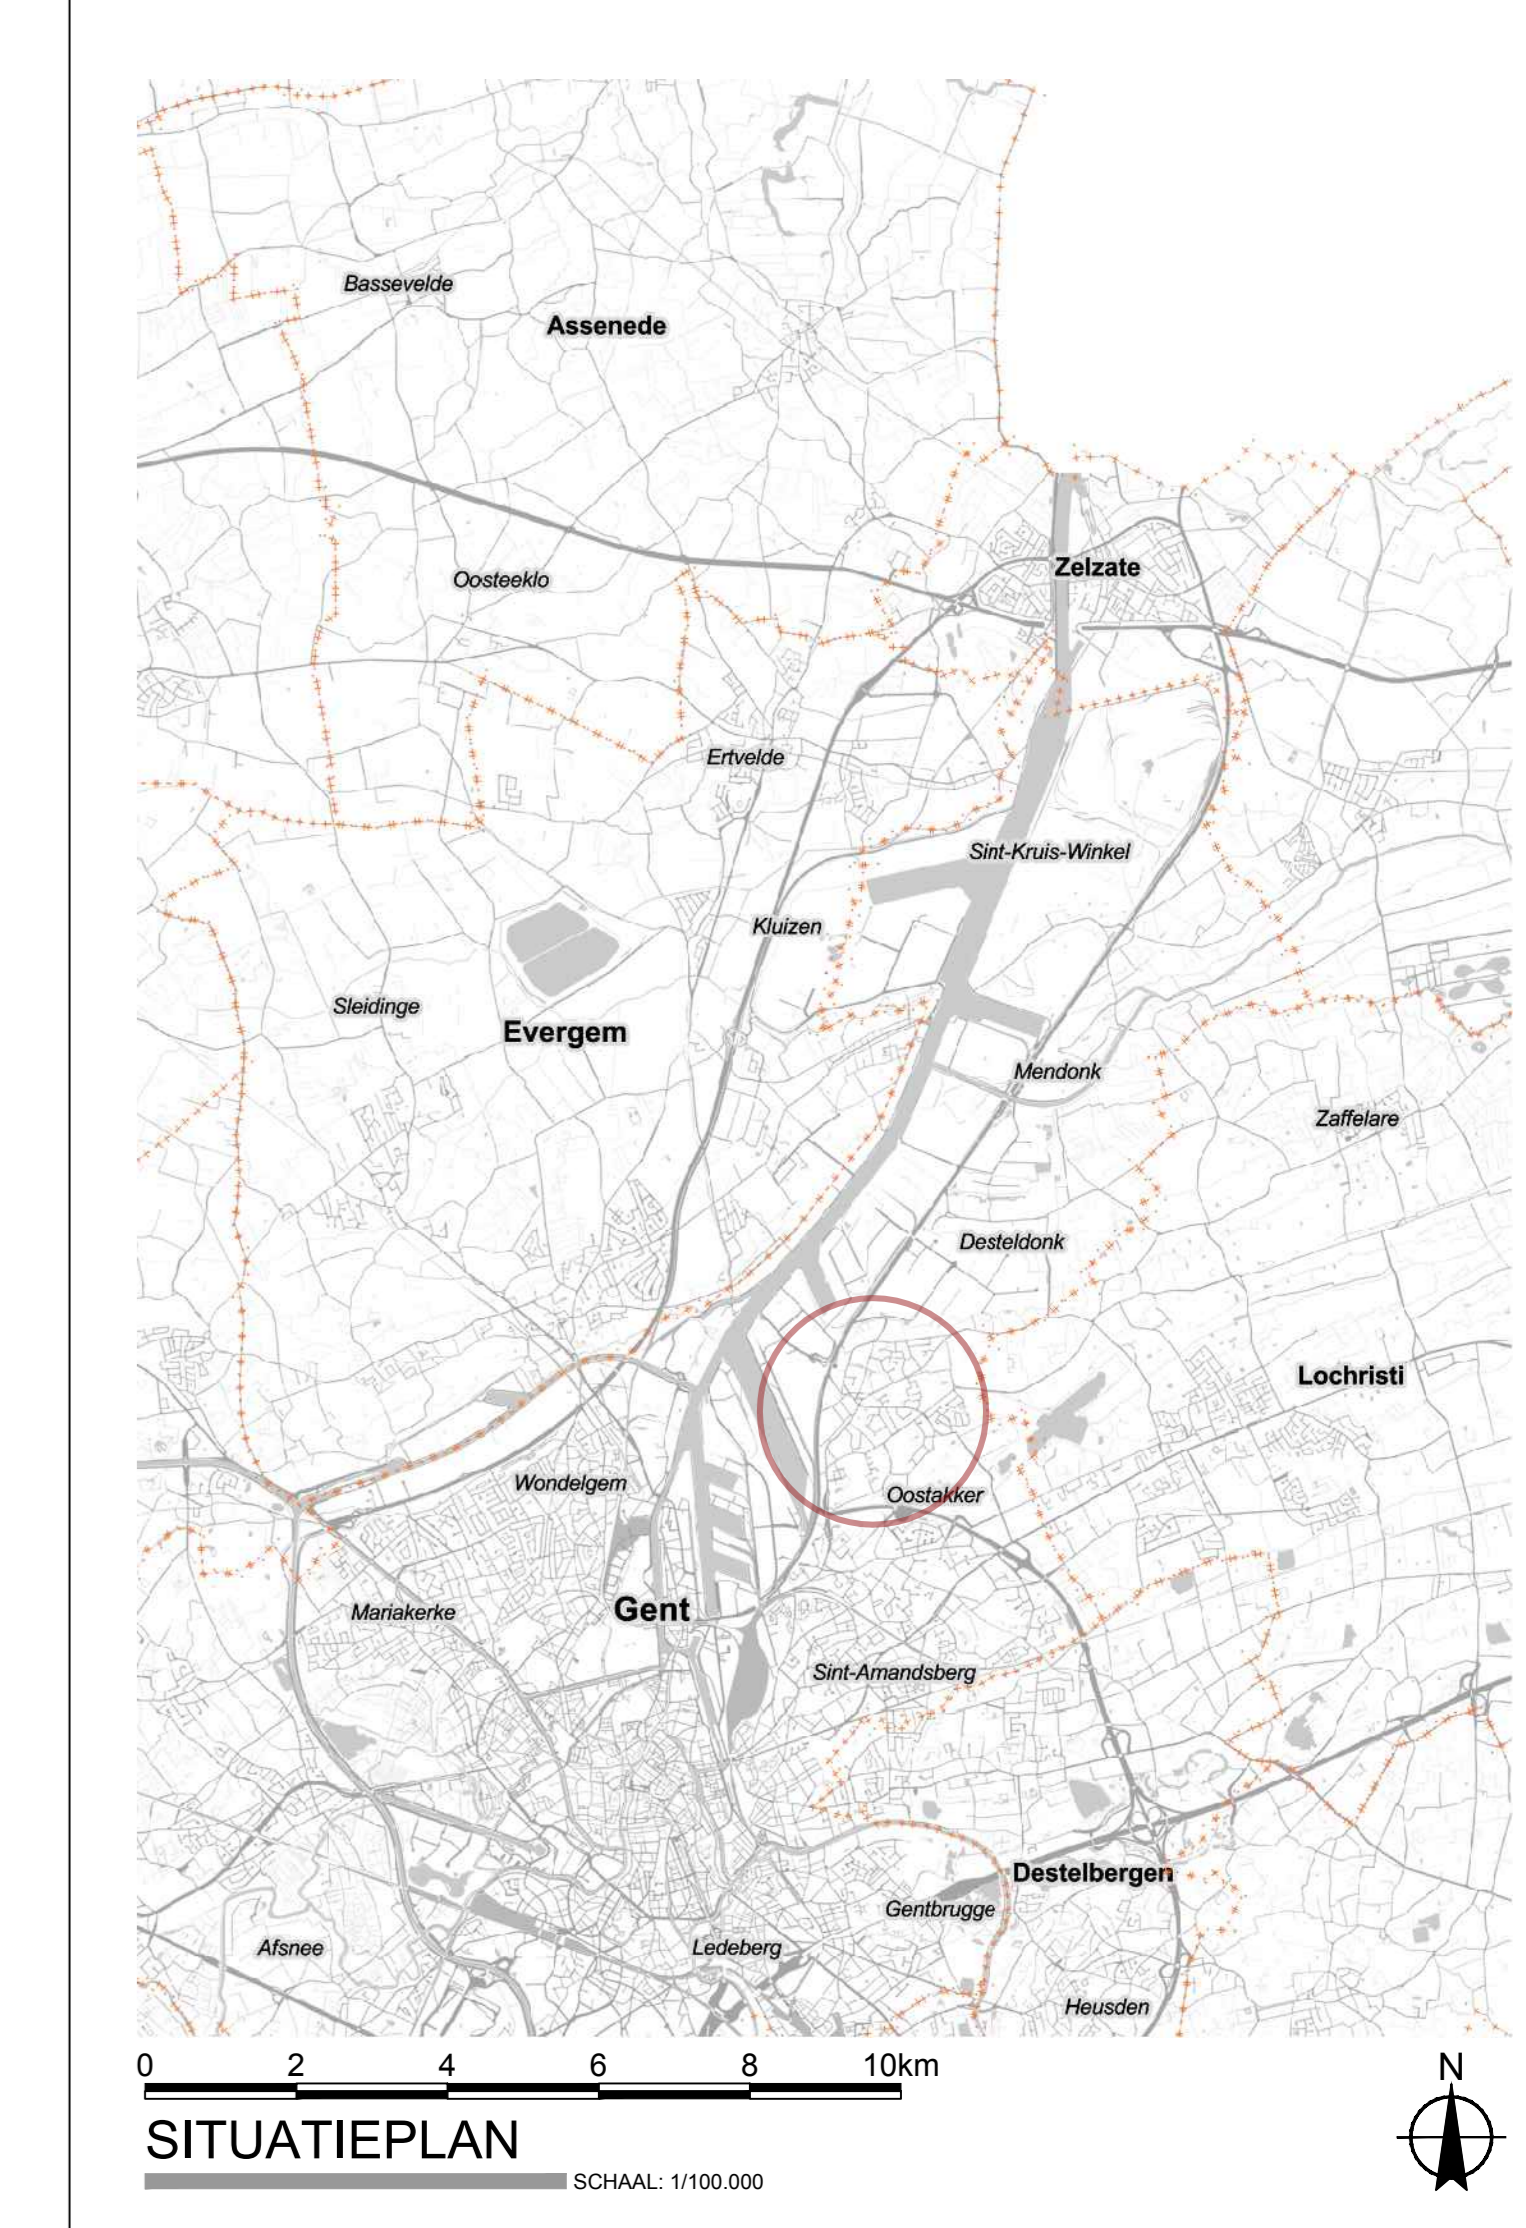 Bassevelde
Assenede
Zelzate
Oosteeklo
Ertvelde
Sint-Kruis-Winkel
Kluizen
Sleidinge
Evergem
Mendonk
Zaffelare
Desteldonk
Lochristi
Wondelgem
Oostakker
Gent
Mariakerke
Sint-Amandsberg
Destelbergen
Gentbrugge
Afsnee
Ledeberg
Heusden
0 2 4 6 8 10km
N
SITUATIEPLAN
SCHAAL: 1/100.000